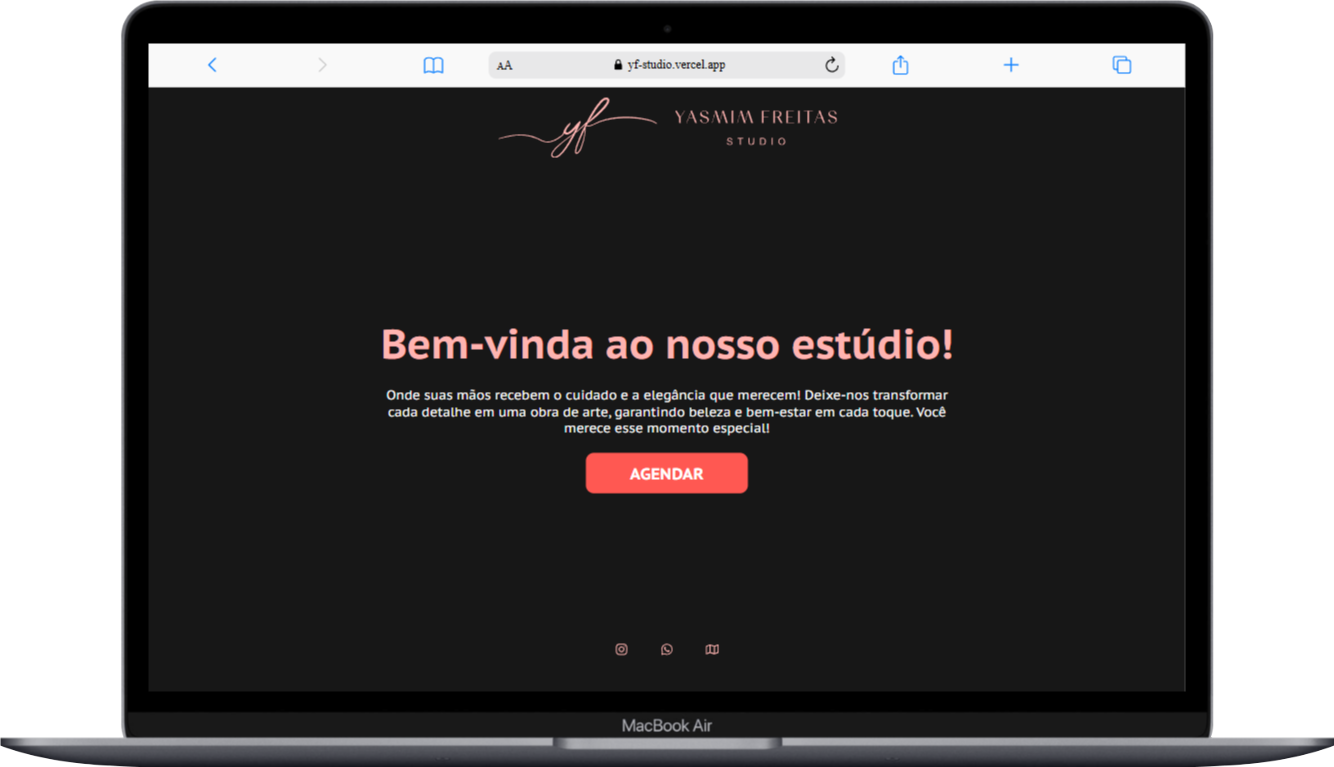 AA
yf-studio.vercel.app
yf
YASMIM FREITAS
STUDIO
Bem-vinda ao nosso estúdio!
Onde suas mãos recebem o cuidado e a elegância que merecem! Deixe-nos transformar
cada detalhe em uma obra de arte, garantindo beleza e bem-estar em cada toque. Você
merece esse momento especial!
AGENDAR
MacBook Air